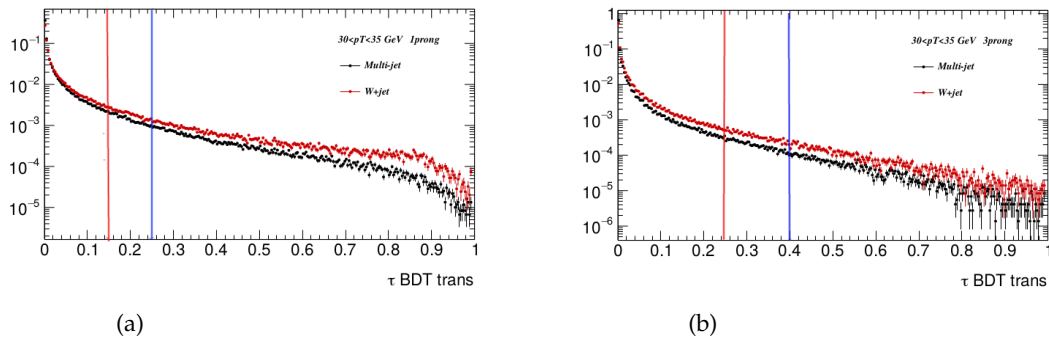 30<pT<35 GeV 1prong
Multi-jet
W+jet
10⁻¹
10⁻²
10⁻³
10⁻⁴
10⁻⁵
0 0.1 0.2 0.3 0.4 0.5 0.6 0.7 0.8 0.9 1
τ BDT trans
(a)
30<pT<35 GeV 3prong
Multi-jet
W+jet
1
10⁻¹
10⁻²
10⁻³
10⁻⁴
10⁻⁵
10⁻⁶
0 0.1 0.2 0.3 0.4 0.5 0.6 0.7 0.8 0.9 1
τ BDT trans
(b)